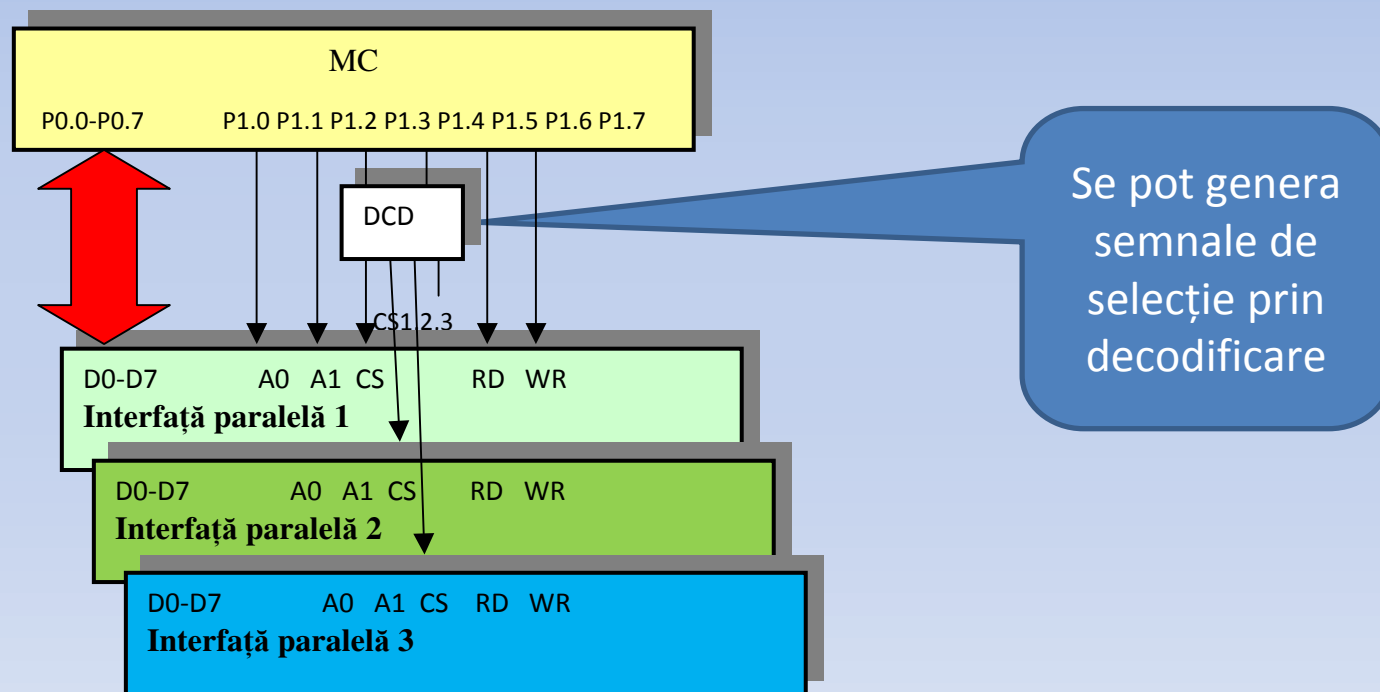 MC
P0.0-P0.7 P1.0 P1.1 P1.2 P1.3 P1.4 P1.5 P1.6 P1.7
DCD
CS1.2.3
D0-D7 A0 A1 CS RD WR
Interfață paralelă 1
D0-D7 A0 A1 CS RD WR
Interfață paralelă 2
D0-D7 A0 A1 CS RD WR
Interfață paralelă 3
Se pot genera
semnale de
selecție prin
decodificare